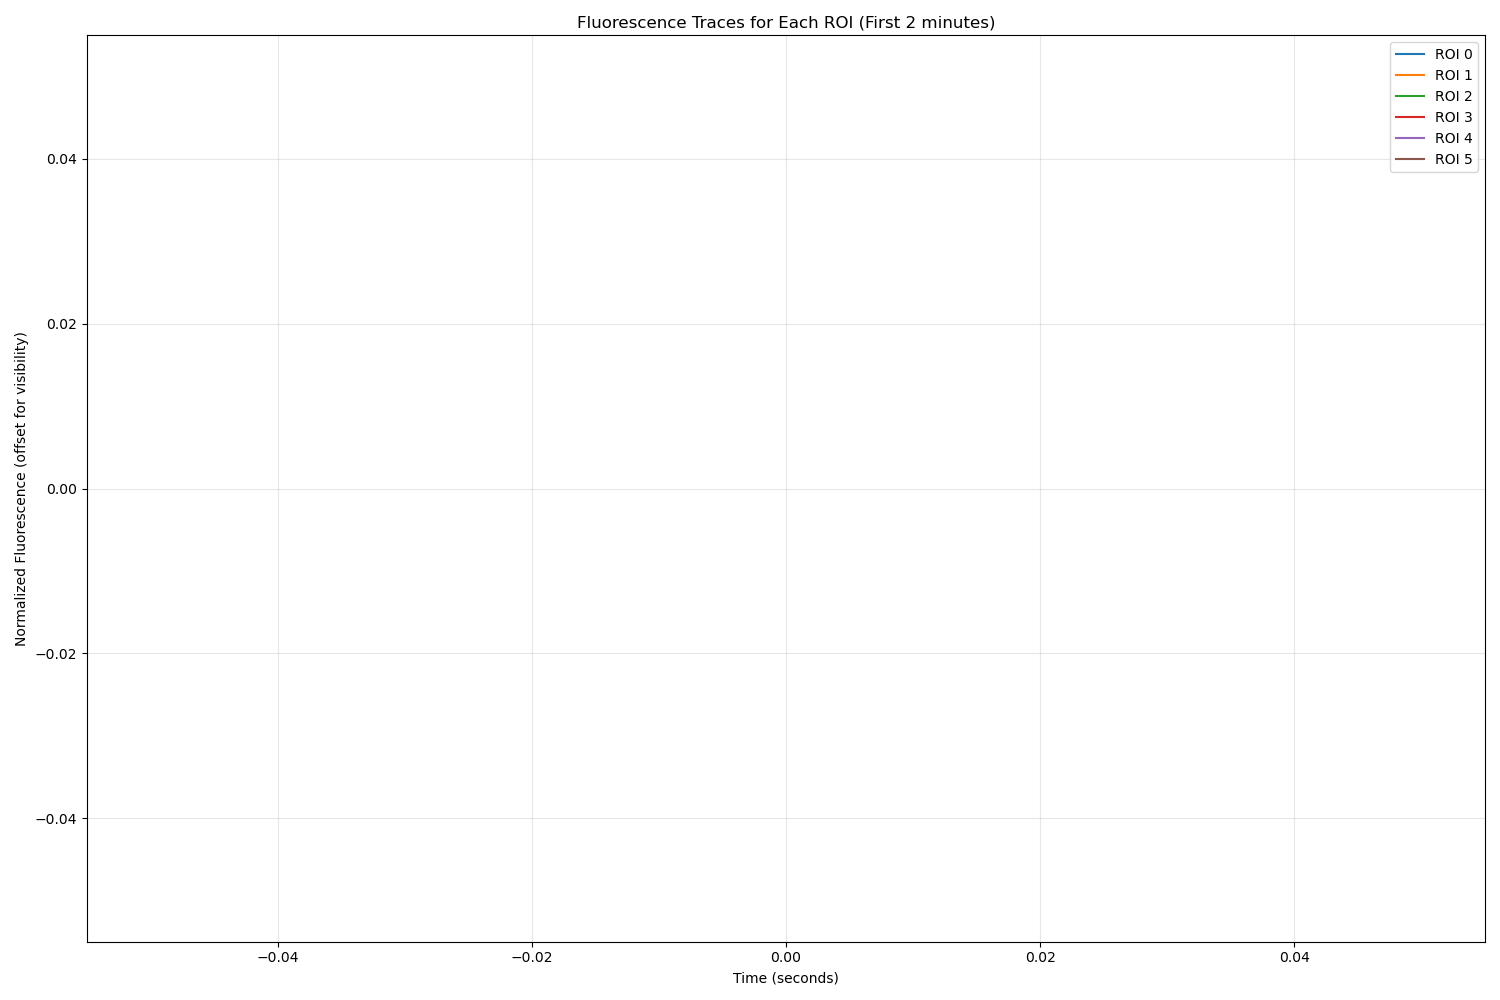 Fluorescence Traces for Each ROI (First 2 minutes)
ROI 0
ROI 1
ROI 2
ROI 3
ROI 4
ROI 5
Normalized Fluorescence (offset for visibility)
0.04
0.02
0.00
−0.02
−0.04
−0.04
−0.02
0.00
0.02
0.04
Time (seconds)